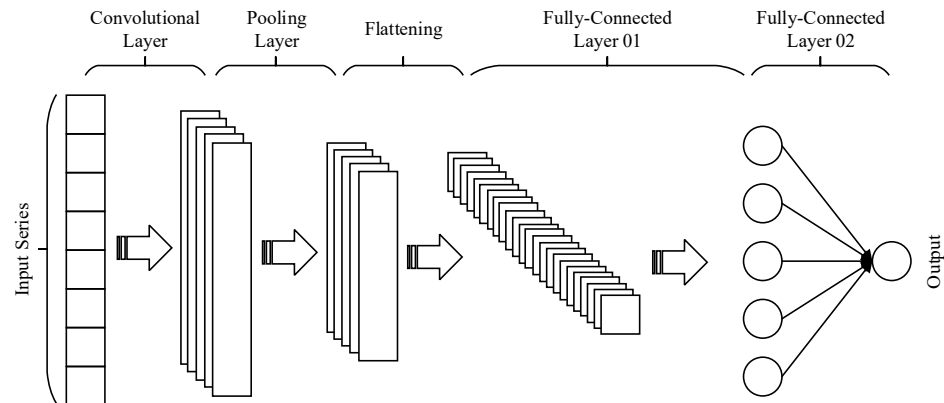 Convolutional
Layer
Pooling
Layer
Flattening
Fully-Connected
Layer 01
Fully-Connected
Layer 02
Input Series
Output